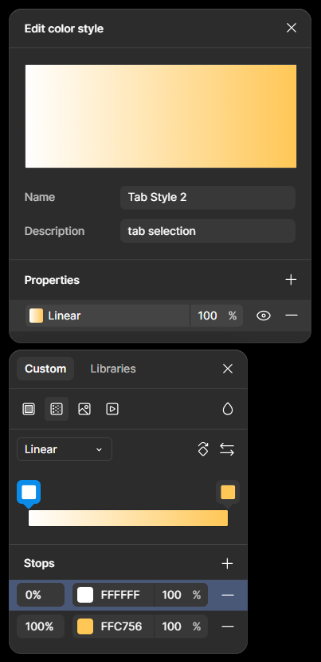 Edit color style
Name
Tab Style 2
Description
tab selection
Properties
Linear
100 %
Custom
Libraries
Linear
Stops
0%
FFFFFF
100 %
100%
FFC756
100 %